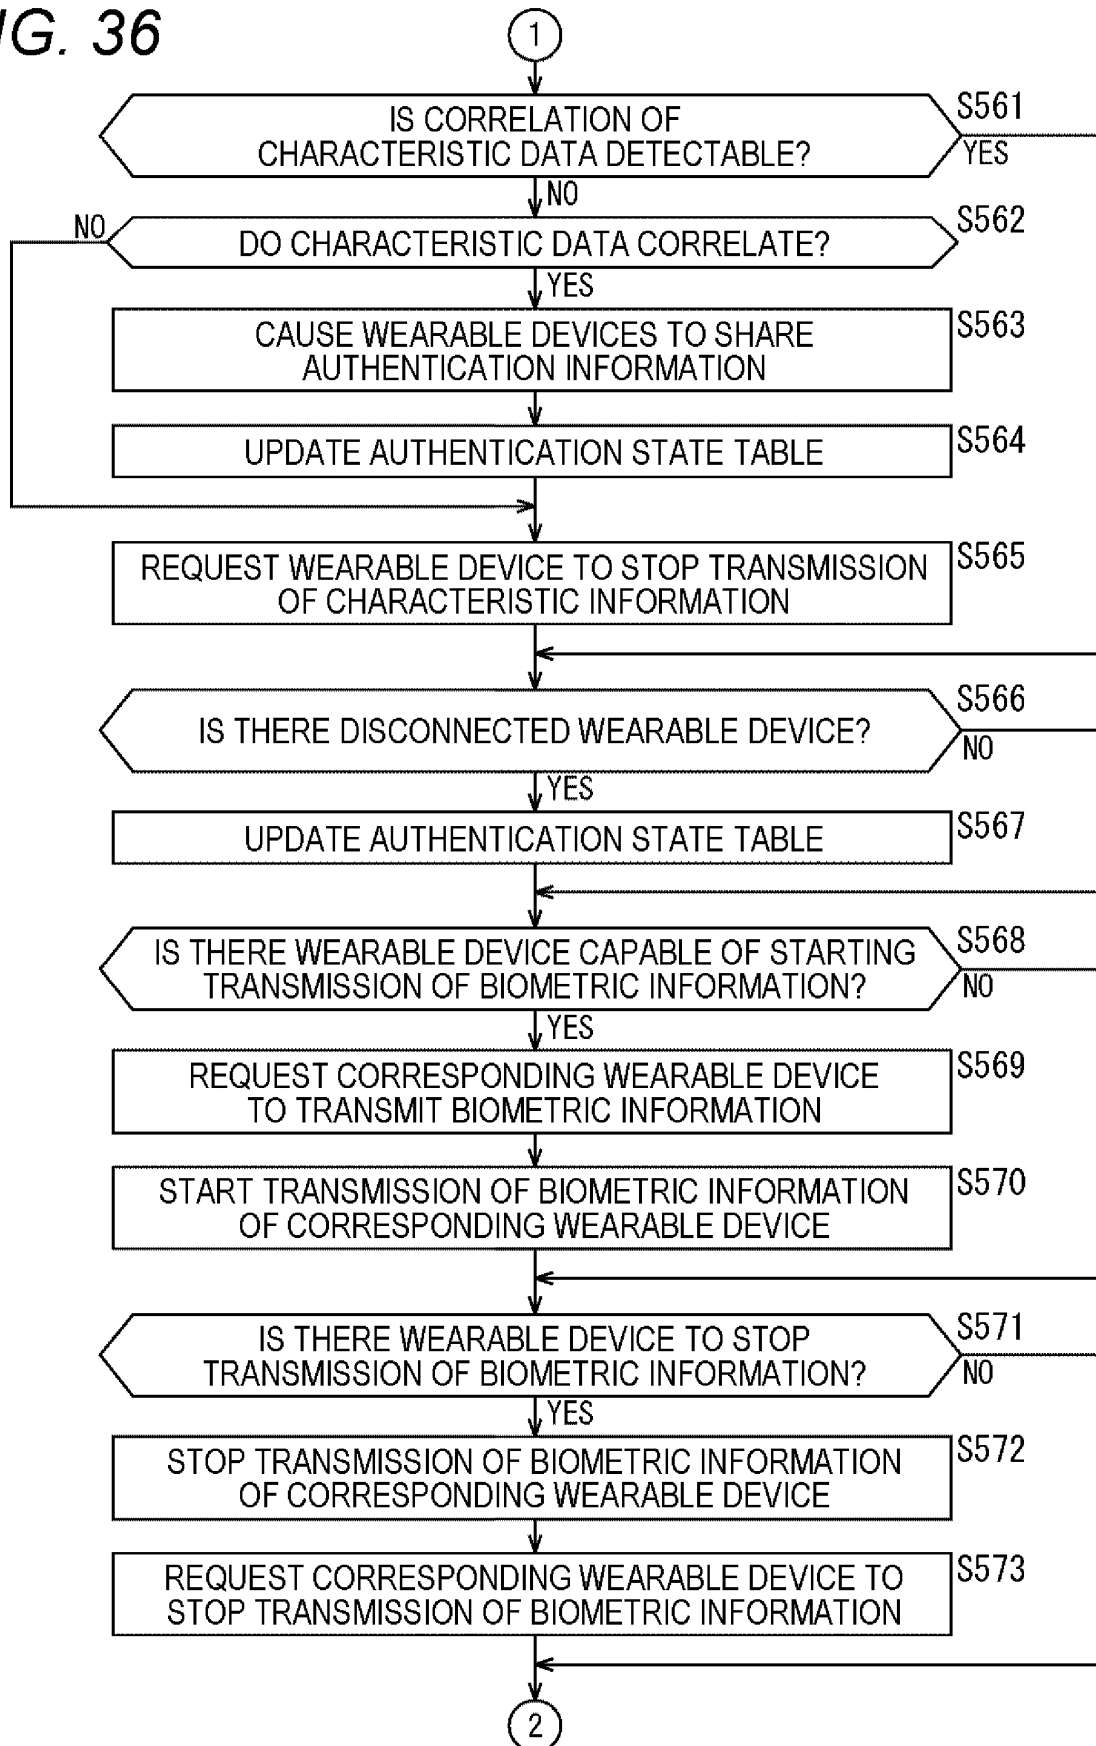 IG. 36
1
IS CORRELATION OF
CHARACTERISTIC DATA DETECTABLE?
S561
YES
NO
NO
DO CHARACTERISTIC DATA CORRELATE?
S562
YES
CAUSE WEARABLE DEVICES TO SHARE
AUTHENTICATION INFORMATION
S563
UPDATE AUTHENTICATION STATE TABLE
S564
REQUEST WEARABLE DEVICE TO STOP TRANSMISSION
OF CHARACTERISTIC INFORMATION
S565
IS THERE DISCONNECTED WEARABLE DEVICE?
S566
NO
YES
UPDATE AUTHENTICATION STATE TABLE
S567
IS THERE WEARABLE DEVICE CAPABLE OF STARTING
TRANSMISSION OF BIOMETRIC INFORMATION?
S568
NO
YES
REQUEST CORRESPONDING WEARABLE DEVICE
TO TRANSMIT BIOMETRIC INFORMATION
S569
START TRANSMISSION OF BIOMETRIC INFORMATION
OF CORRESPONDING WEARABLE DEVICE
S570
IS THERE WEARABLE DEVICE TO STOP
TRANSMISSION OF BIOMETRIC INFORMATION?
S571
NO
YES
STOP TRANSMISSION OF BIOMETRIC INFORMATION
OF CORRESPONDING WEARABLE DEVICE
S572
REQUEST CORRESPONDING WEARABLE DEVICE TO
STOP TRANSMISSION OF BIOMETRIC INFORMATION
S573
2